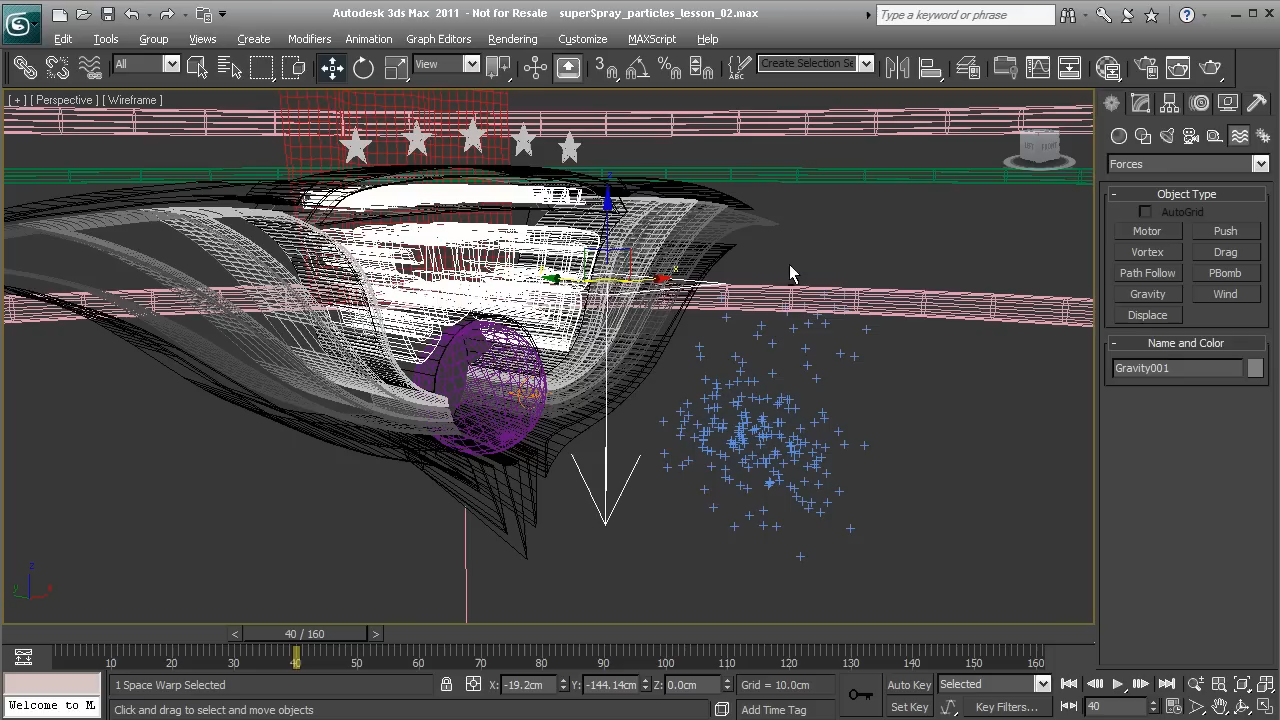 Autodesk 3ds Max 2011 - Not for Resale superSpray_particles_lesson_02.max
Type a keyword or phrase
Edit Tools Group Views Create Modifiers Animation Graph Editors Rendering Customize MAXScript Help
All
View
3
Create Selection Se
[ + ] [ Perspective ] [ Wireframe ]
Forces
- Object Type
AutoGrid
Motor Push
Vortex Drag
Path Follow PBomb
Gravity Wind
Displace
- Name and Color
Gravity001
z
x
z
y x
< 40 / 160 >
10 20 30 40 50 60 70 80 90 100 110 120 130 140 150 160
1 Space Warp Selected X: -19.2cm Y: -144.14cm Z: 0.0cm Grid = 10.0cm Auto Key Selected
Welcome to M. Click and drag to select and move objects Add Time Tag Set Key Key Filters... 40